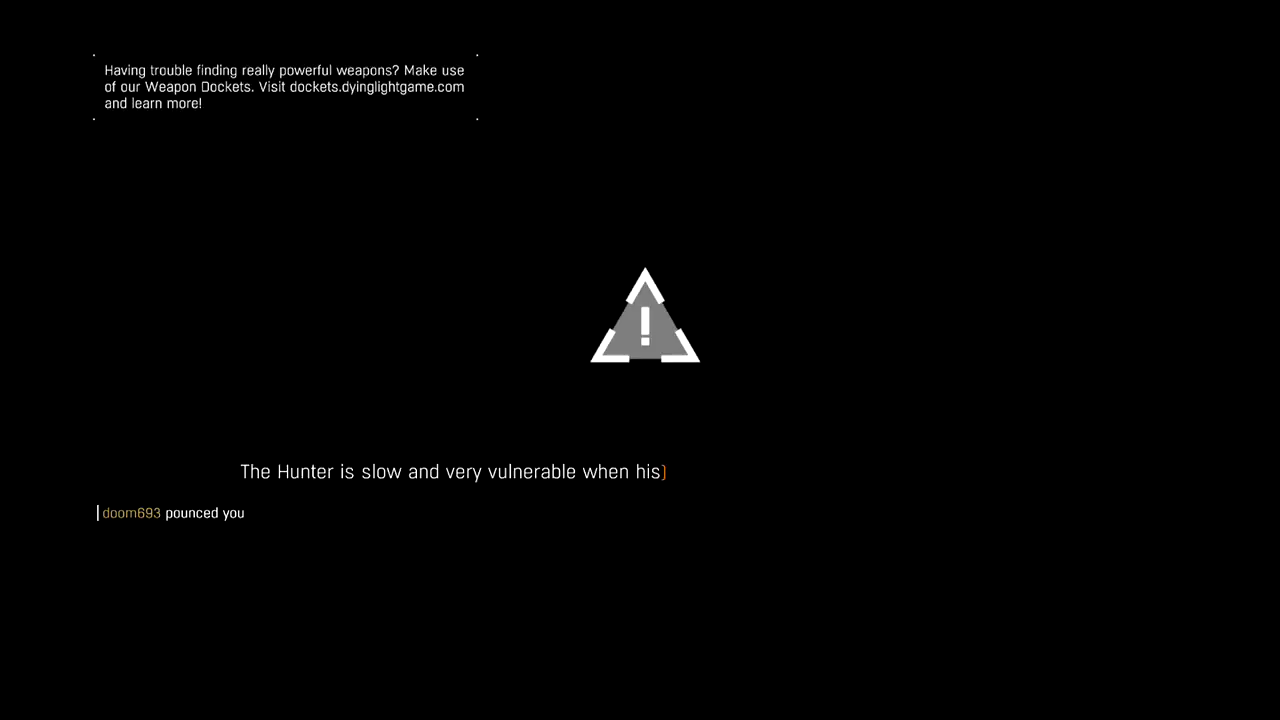 Having trouble finding really powerful weapons? Make use
of our Weapon Dockets. Visit dockets.dyinglightgame.com
and learn more!
!
The Hunter is slow and very vulnerable when his
doom693 pounced you